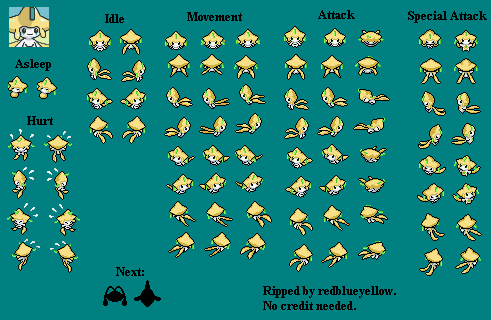 Idle
Movement
Attack
Special Attack
Asleep
Hurt
Next:
Ripped by redblueyellow.
No credit needed.